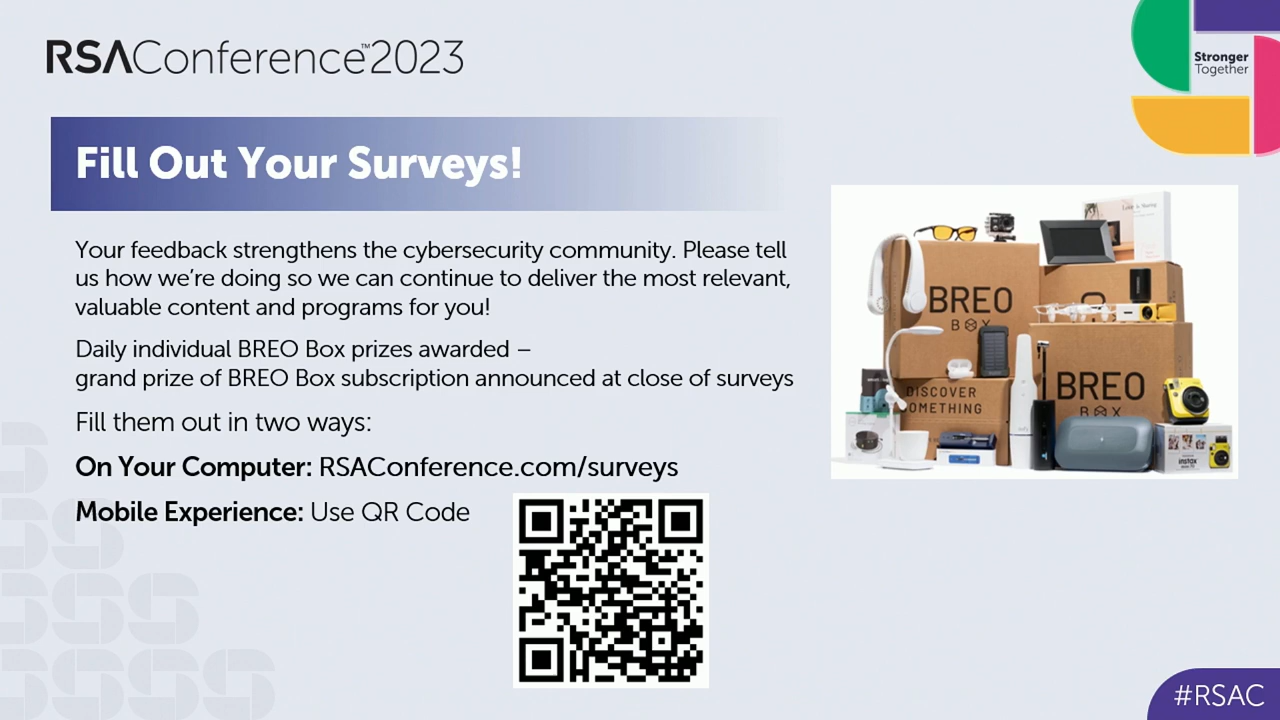 RSAConference™2023
Stronger
Together
Fill Out Your Surveys!
Your feedback strengthens the cybersecurity community. Please tell
us how we're doing so we can continue to deliver the most relevant,
valuable content and programs for you!
Daily individual BREO Box prizes awarded –
grand prize of BREO Box subscription announced at close of surveys
Fill them out in two ways:
On Your Computer: RSAConference.com/surveys
Mobile Experience: Use QR Code
BREO
BOX
BREO
BOX
DISCOVER
OMETHING
instax
#RSAC